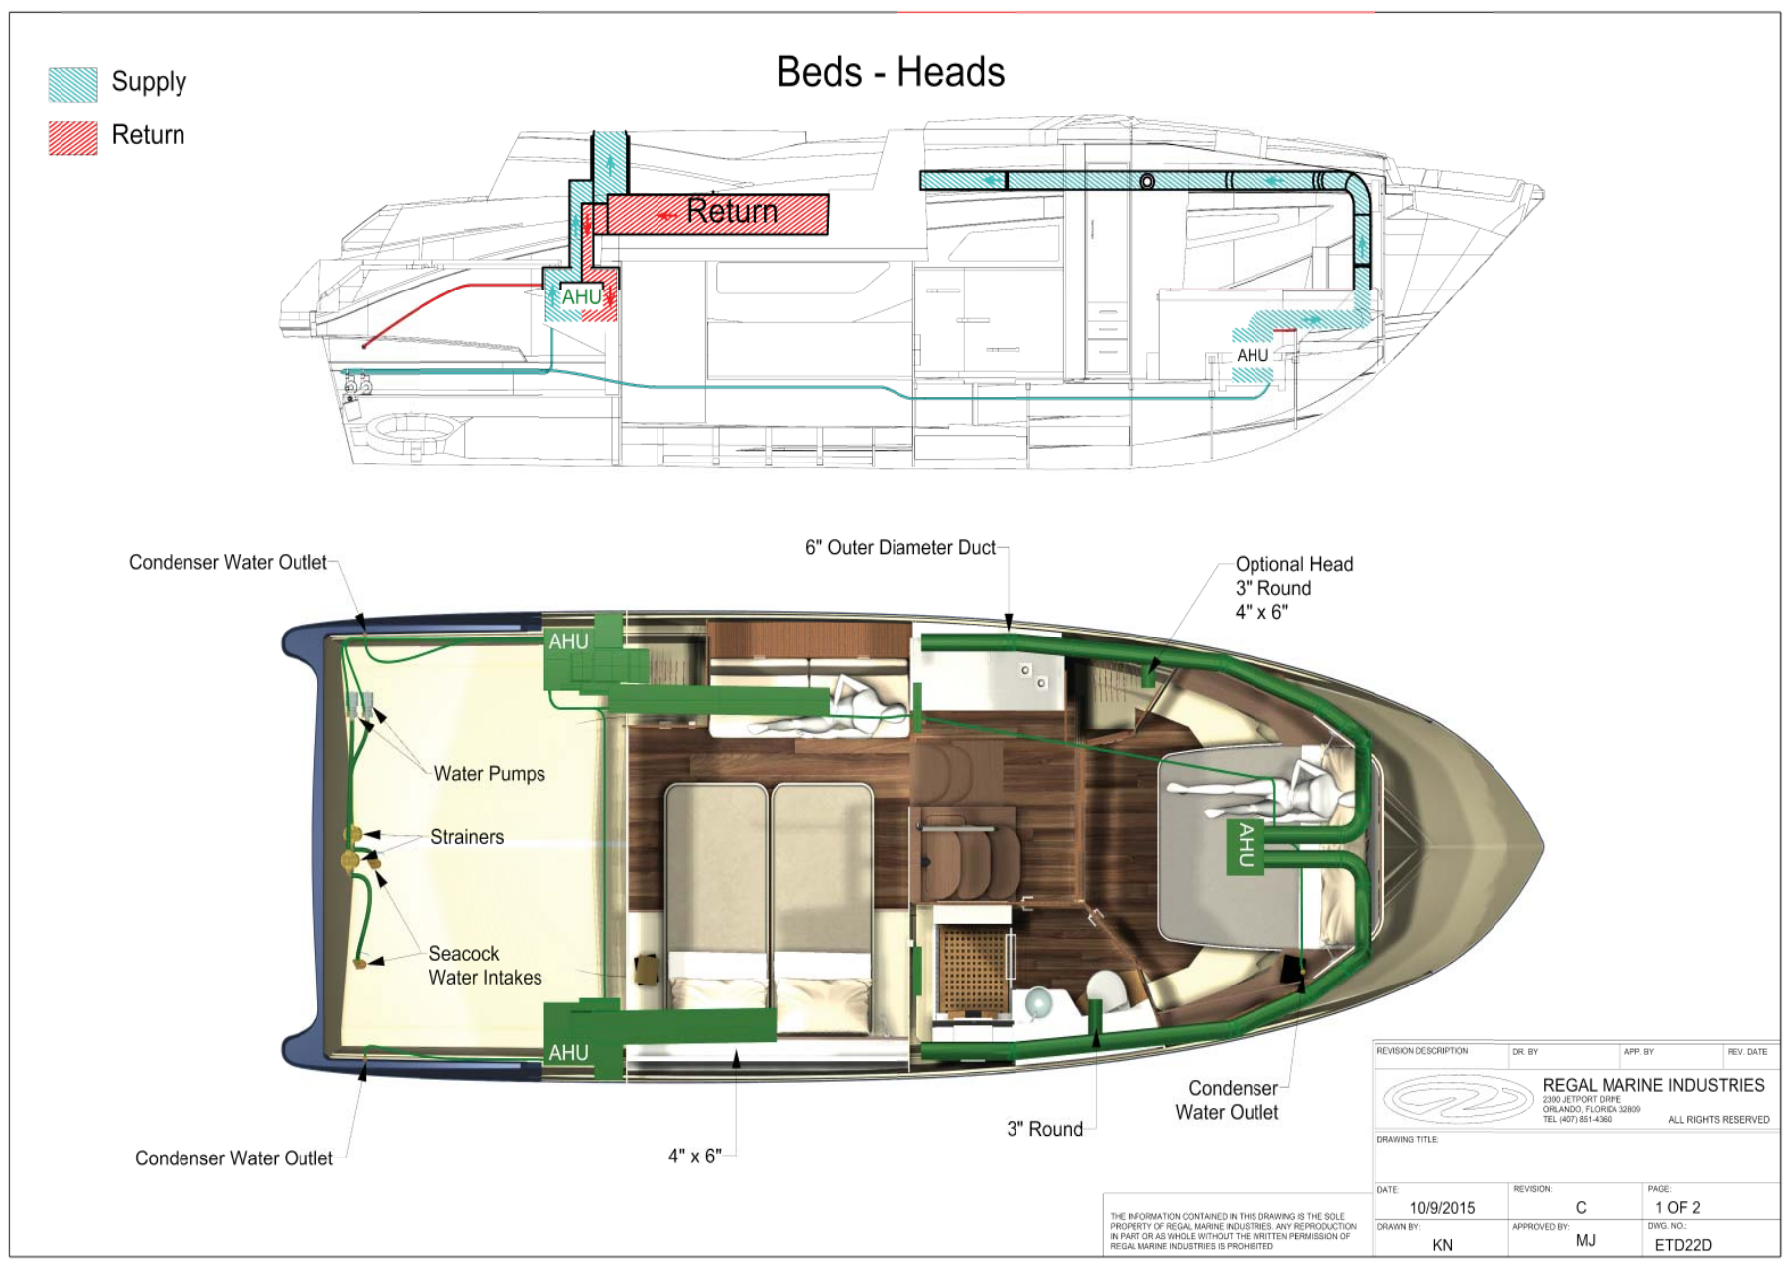 Beds - Heads
Supply
Return
Return
AHU
AHU
6" Outer Diameter Duct
Condenser Water Outlet
Optional Head
3" Round
4" x 6"
AHU
Water Pumps
Strainers
AHU
Seacock
Water Intakes
AHU
Condenser
Water Outlet
3" Round
4" x 6"
Condenser Water Outlet
REVISION DESCRIPTION
DR. BY
APP. BY
REV. DATE
REGAL MARINE INDUSTRIES
2300 JETPORT DRIVE
ORLANDO, FLORIDA 32809
TEL (407) 851-4360
ALL RIGHTS RESERVED
DRAWING TITLE:
DATE:
10/9/2015
REVISION:
C
PAGE:
1 OF 2
DRAWN BY:
KN
APPROVED BY:
MJ
DWG. NO.:
ETD22D
THE INFORMATION CONTAINED IN THIS DRAWING IS THE SOLE
PROPERTY OF REGAL MARINE INDUSTRIES. ANY REPRODUCTION
IN PART OR AS WHOLE WITHOUT THE WRITTEN PERMISSION OF
REGAL MARINE INDUSTRIES IS PROHIBITED